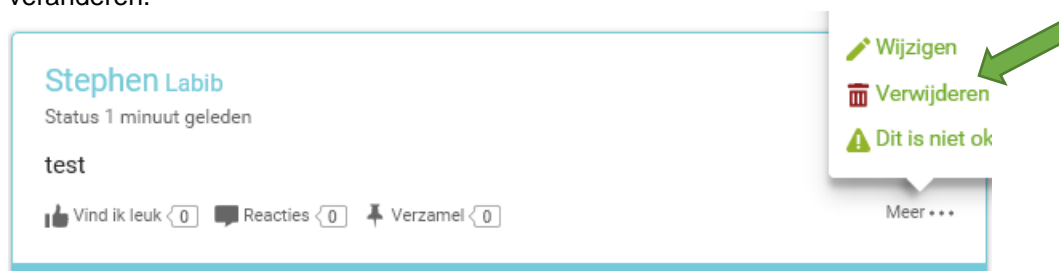 veranderen.
Wijzigen
Verwijderen
Dit is niet ok
Stephen Labib
Status 1 minuut geleden
test
Vind ik leuk 0 Reacties 0 Verzamel 0 Meer •••